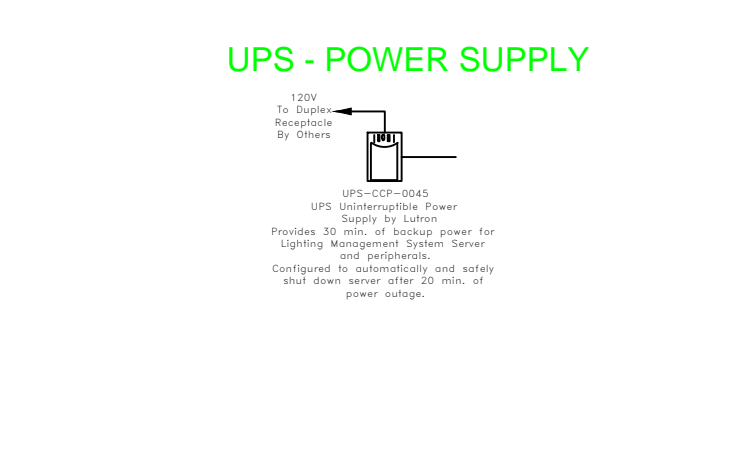 UPS - POWER SUPPLY
120V
To Duplex
Receptacle
By Others
UPS-CCP-0045
UPS Uninterruptible Power
Supply by Lutron
Provides 30 min. of backup power for
Lighting Management System Server
and peripherals.
Configured to automatically and safely
shut down server after 20 min. of
power outage.